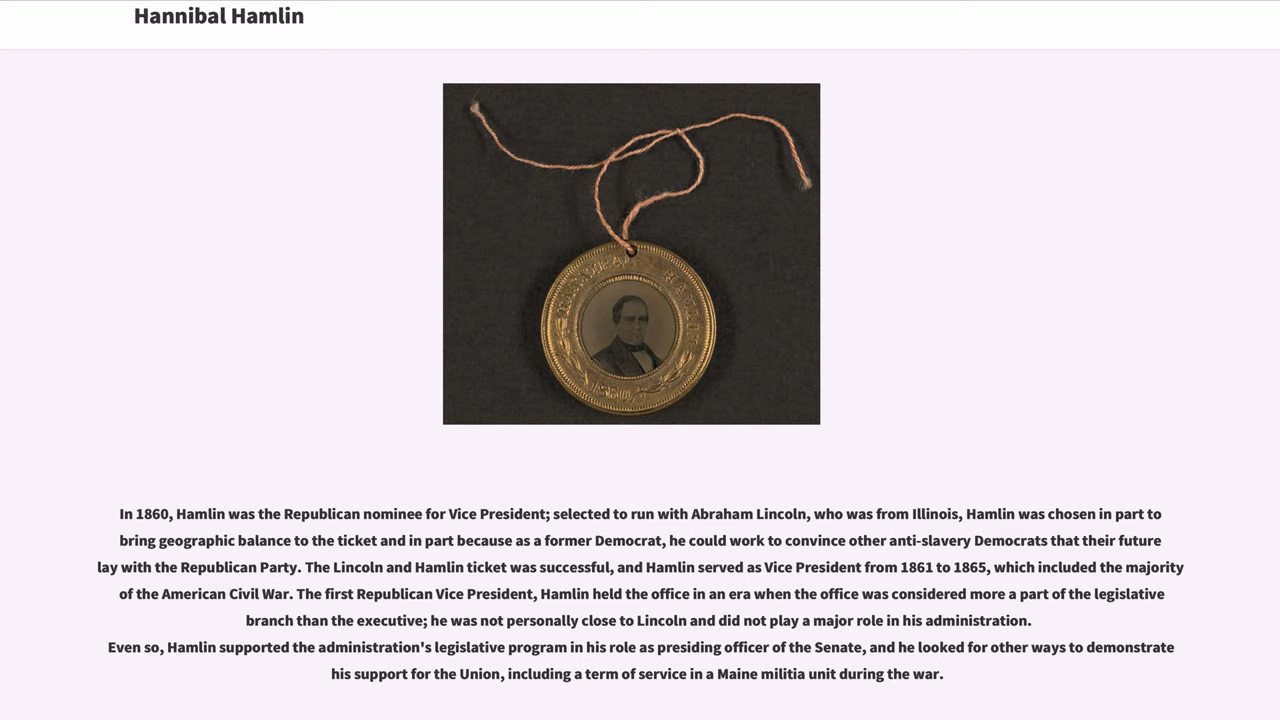 Hannibal Hamlin
HANNIBAL HAMLIN
1860
In 1860, Hamlin was the Republican nominee for Vice President; selected to run with Abraham Lincoln, who was from Illinois, Hamlin was chosen in part to
bring geographic balance to the ticket and in part because as a former Democrat, he could work to convince other anti-slavery Democrats that their future
lay with the Republican Party. The Lincoln and Hamlin ticket was successful, and Hamlin served as Vice President from 1861 to 1865, which included the majority
of the American Civil War. The first Republican Vice President, Hamlin held the office in an era when the office was considered more a part of the legislative
branch than the executive; he was not personally close to Lincoln and did not play a major role in his administration.
Even so, Hamlin supported the administration's legislative program in his role as presiding officer of the Senate, and he looked for other ways to demonstrate
his support for the Union, including a term of service in a Maine militia unit during the war.